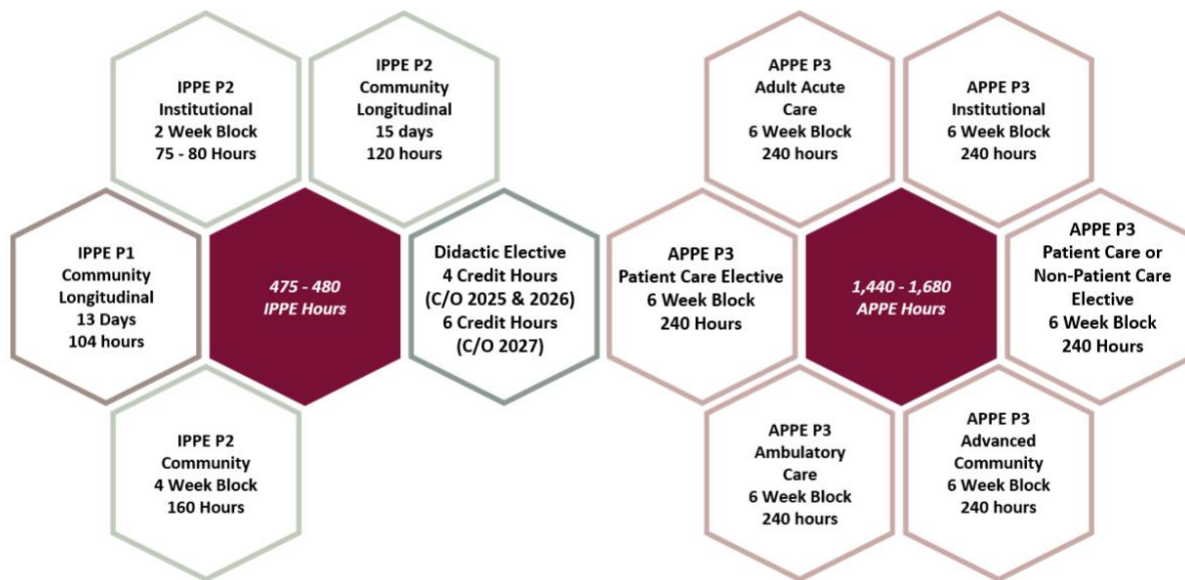 IPPE P2
Institutional
2 Week Block
75 - 80 Hours
IPPE P2
Community
Longitudinal
15 days
120 hours
IPPE P1
Community
Longitudinal
13 Days
104 hours
475 - 480
IPPE Hours
Didactic Elective
4 Credit Hours
(C/O 2025 & 2026)
6 Credit Hours
(C/O 2027)
IPPE P2
Community
4 Week Block
160 Hours
APPE P3
Adult Acute
Care
6 Week Block
240 hours
APPE P3
Institutional
6 Week Block
240 hours
APPE P3
Patient Care Elective
6 Week Block
240 Hours
1,440 - 1,680
APPE Hours
APPE P3
Patient Care or
Non-Patient Care
Elective
6 Week Block
240 Hours
APPE P3
Ambulatory
Care
6 Week Block
240 hours
APPE P3
Advanced
Community
6 Week Block
240 hours